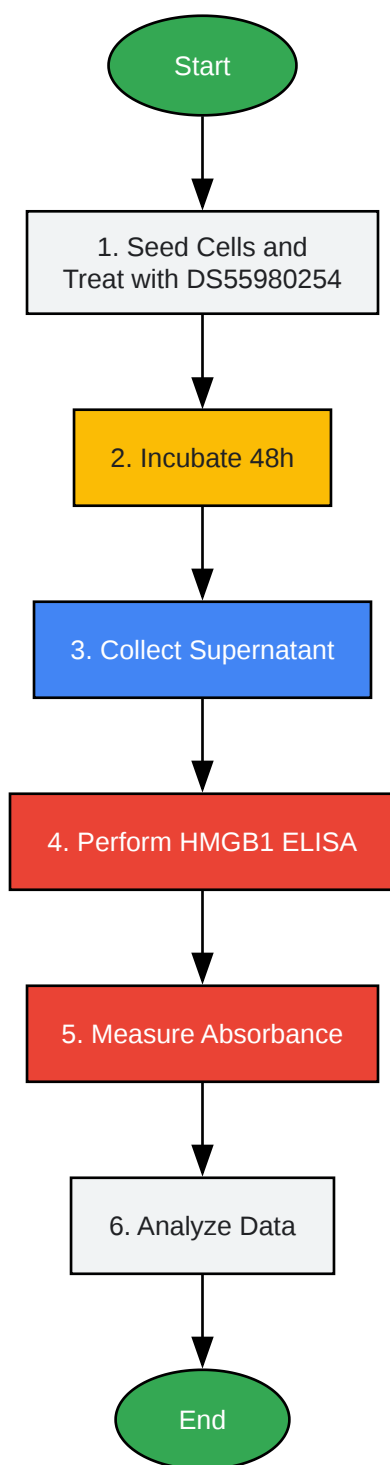 Start
1. Seed Cells and
Treat with DS55980254
2. Incubate 48h
3. Collect Supernatant
4. Perform HMGB1 ELISA
5. Measure Absorbance
6. Analyze Data
End